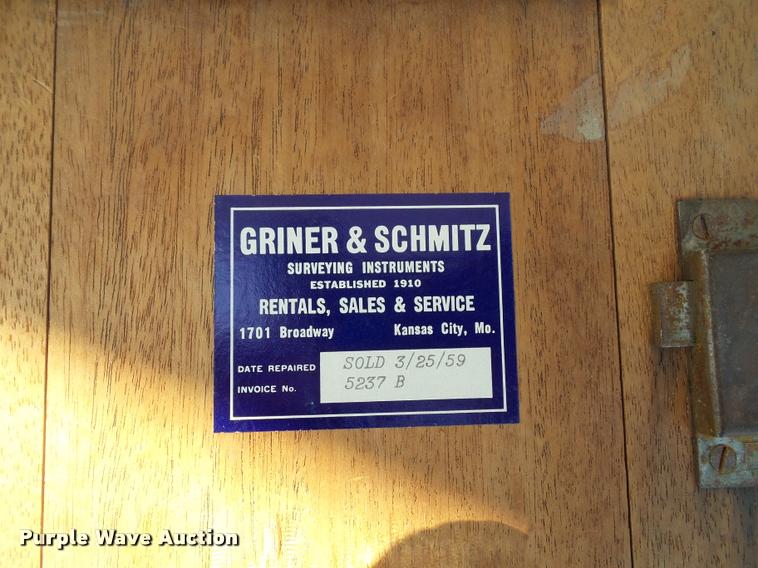 GRINER & SCHMITZ
SURVEYING INSTRUMENTS
ESTABLISHED 1910
RENTALS, SALES & SERVICE
1701 Broadway Kansas City, Mo.
DATE REPAIRED SOLD 3/25/59
INVOICE No. 5237 B
Purple Wave Auction